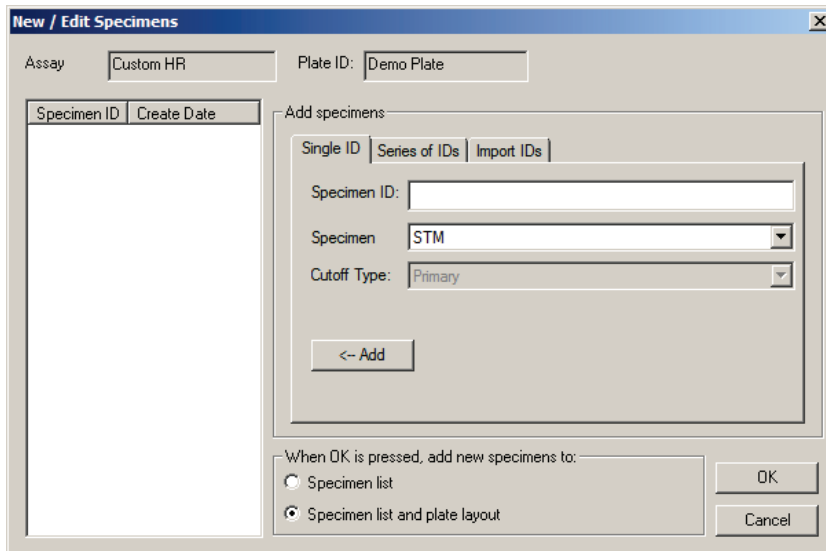 New / Edit Specimens
Assay Custom HR Plate ID: Demo Plate
Specimen ID Create Date
Add specimens
Single ID Series of IDs Import IDs
Specimen ID:
Specimen STM
Cutoff Type: Primary
<-- Add
When OK is pressed, add new specimens to:
Specimen list
Specimen list and plate layout
OK
Cancel